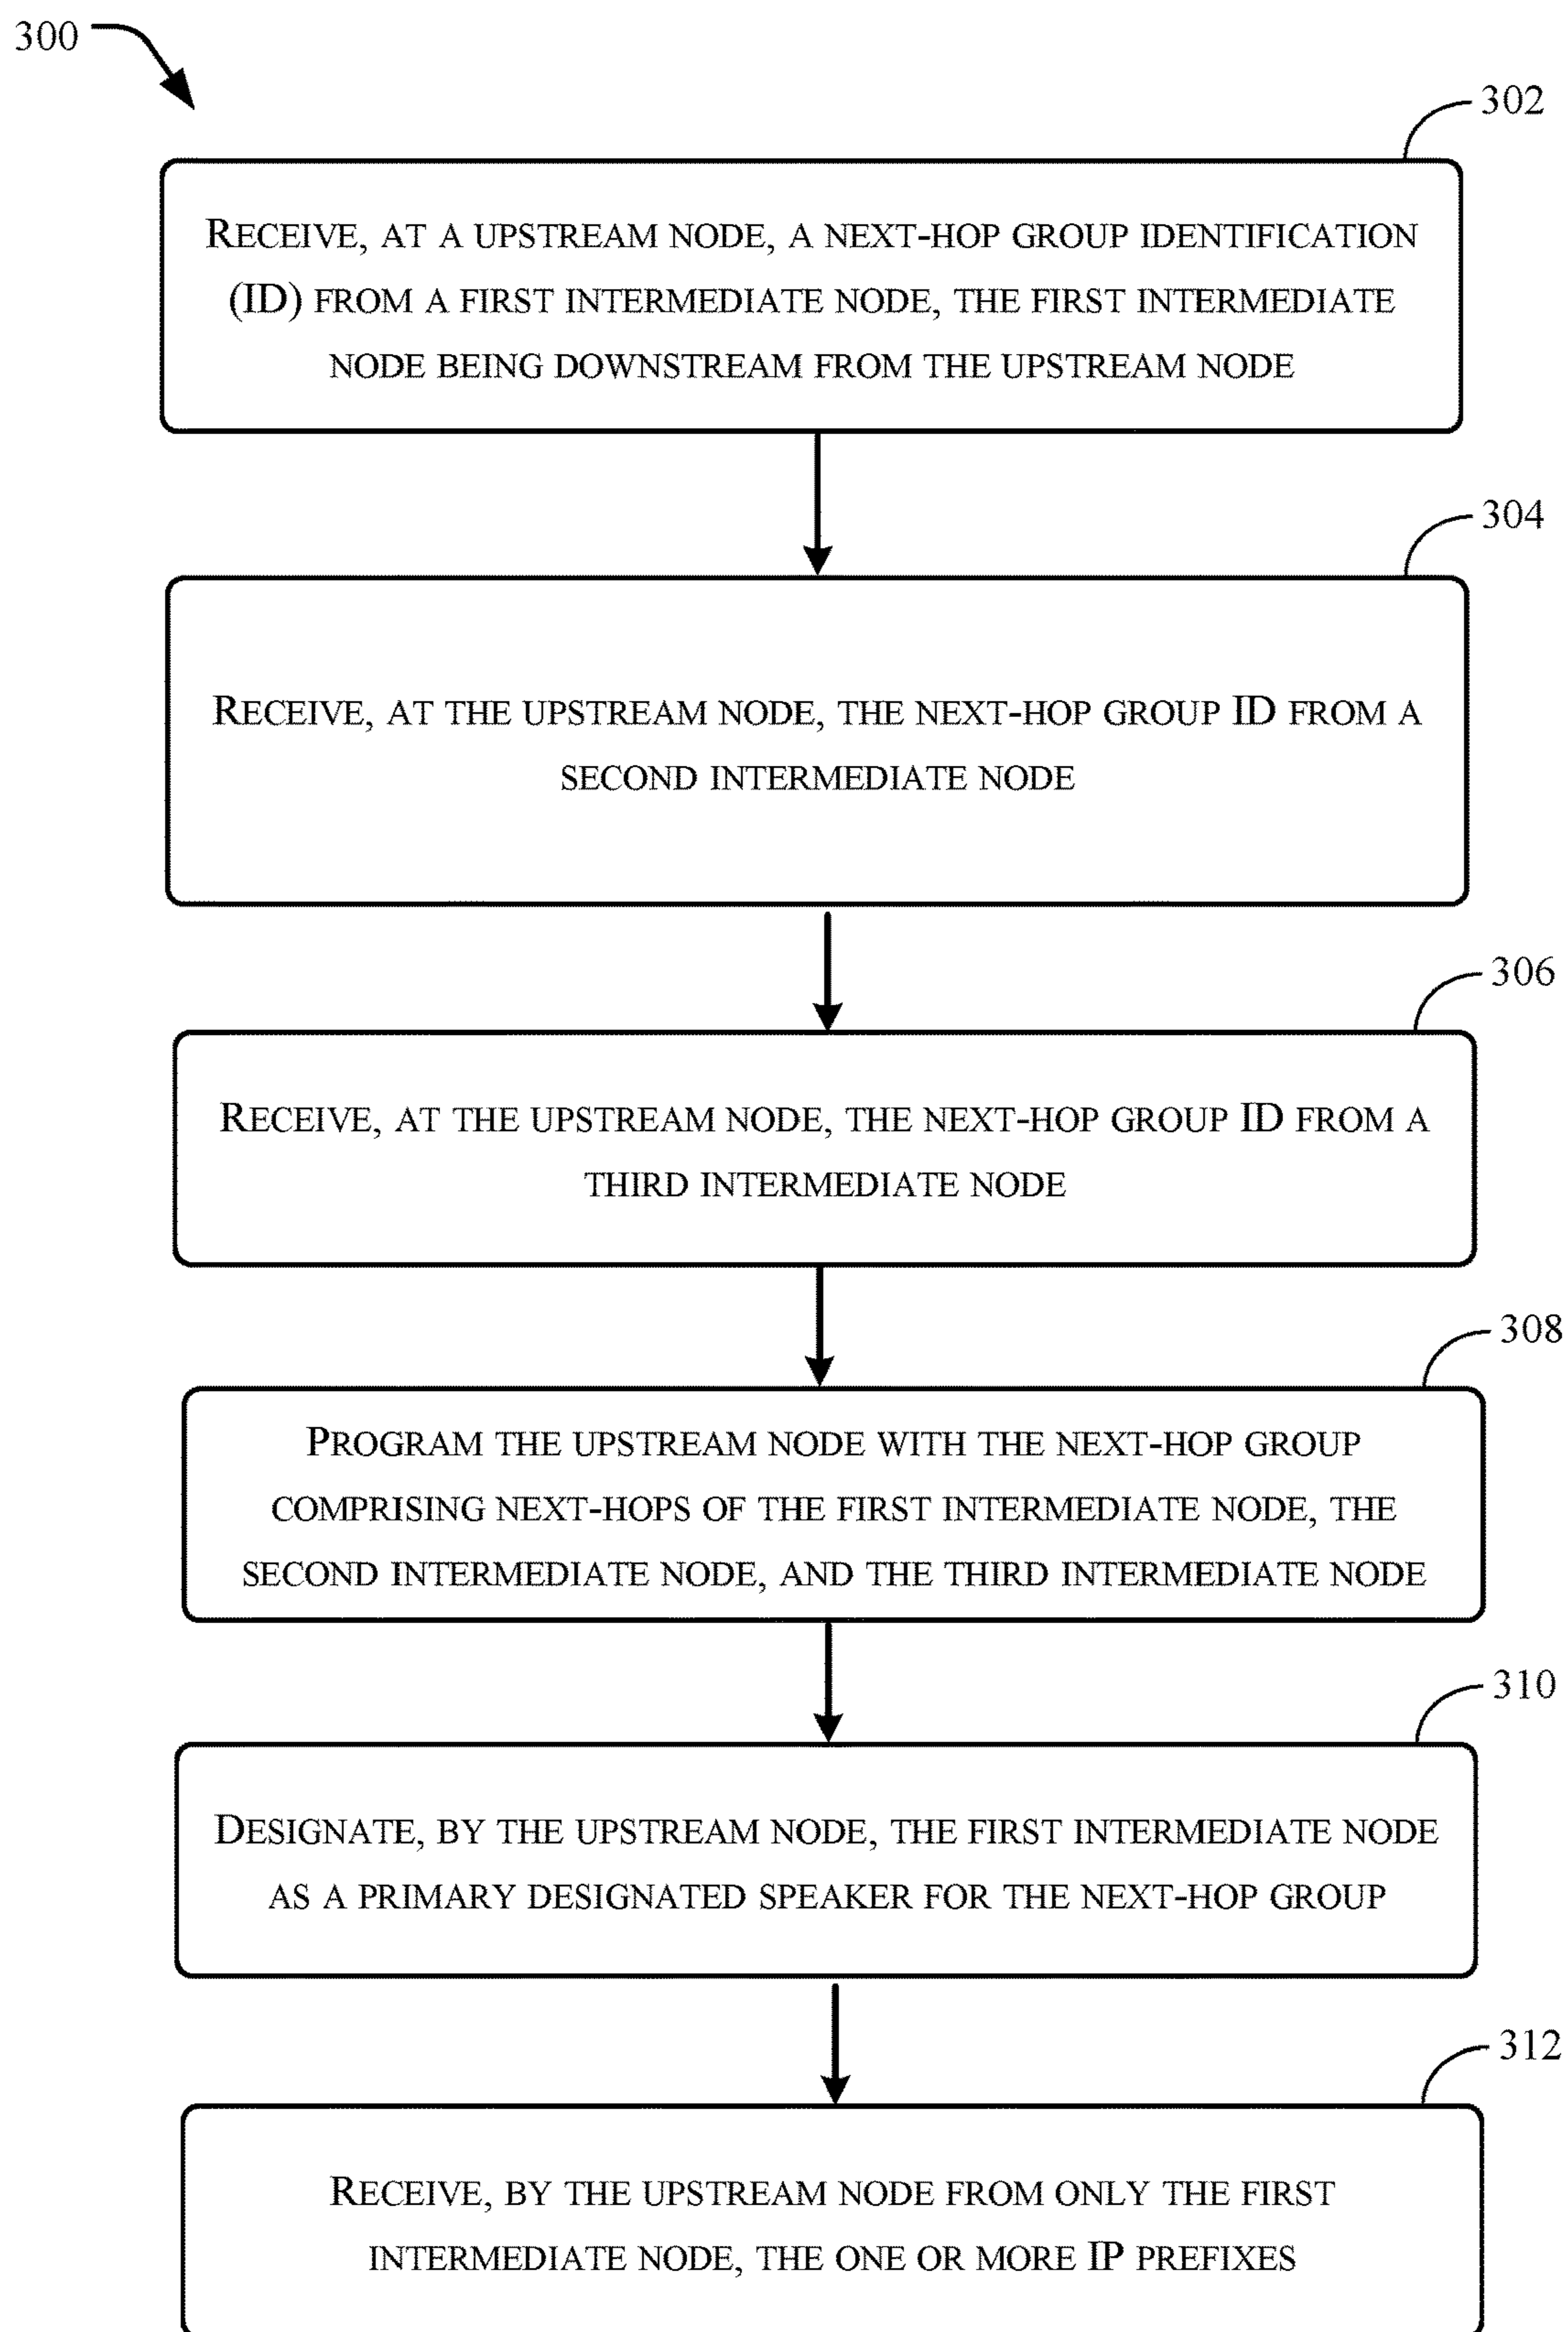 300
302
RECEIVE, AT A UPSTREAM NODE, A NEXT-HOP GROUP IDENTIFICATION
(ID) FROM A FIRST INTERMEDIATE NODE, THE FIRST INTERMEDIATE
NODE BEING DOWNSTREAM FROM THE UPSTREAM NODE
304
RECEIVE, AT THE UPSTREAM NODE, THE NEXT-HOP GROUP ID FROM A
SECOND INTERMEDIATE NODE
306
RECEIVE, AT THE UPSTREAM NODE, THE NEXT-HOP GROUP ID FROM A
THIRD INTERMEDIATE NODE
308
PROGRAM THE UPSTREAM NODE WITH THE NEXT-HOP GROUP
COMPRISING NEXT-HOPS OF THE FIRST INTERMEDIATE NODE, THE
SECOND INTERMEDIATE NODE, AND THE THIRD INTERMEDIATE NODE
310
DESIGNATE, BY THE UPSTREAM NODE, THE FIRST INTERMEDIATE NODE
AS A PRIMARY DESIGNATED SPEAKER FOR THE NEXT-HOP GROUP
312
RECEIVE, BY THE UPSTREAM NODE FROM ONLY THE FIRST
INTERMEDIATE NODE, THE ONE OR MORE IP PREFIXES